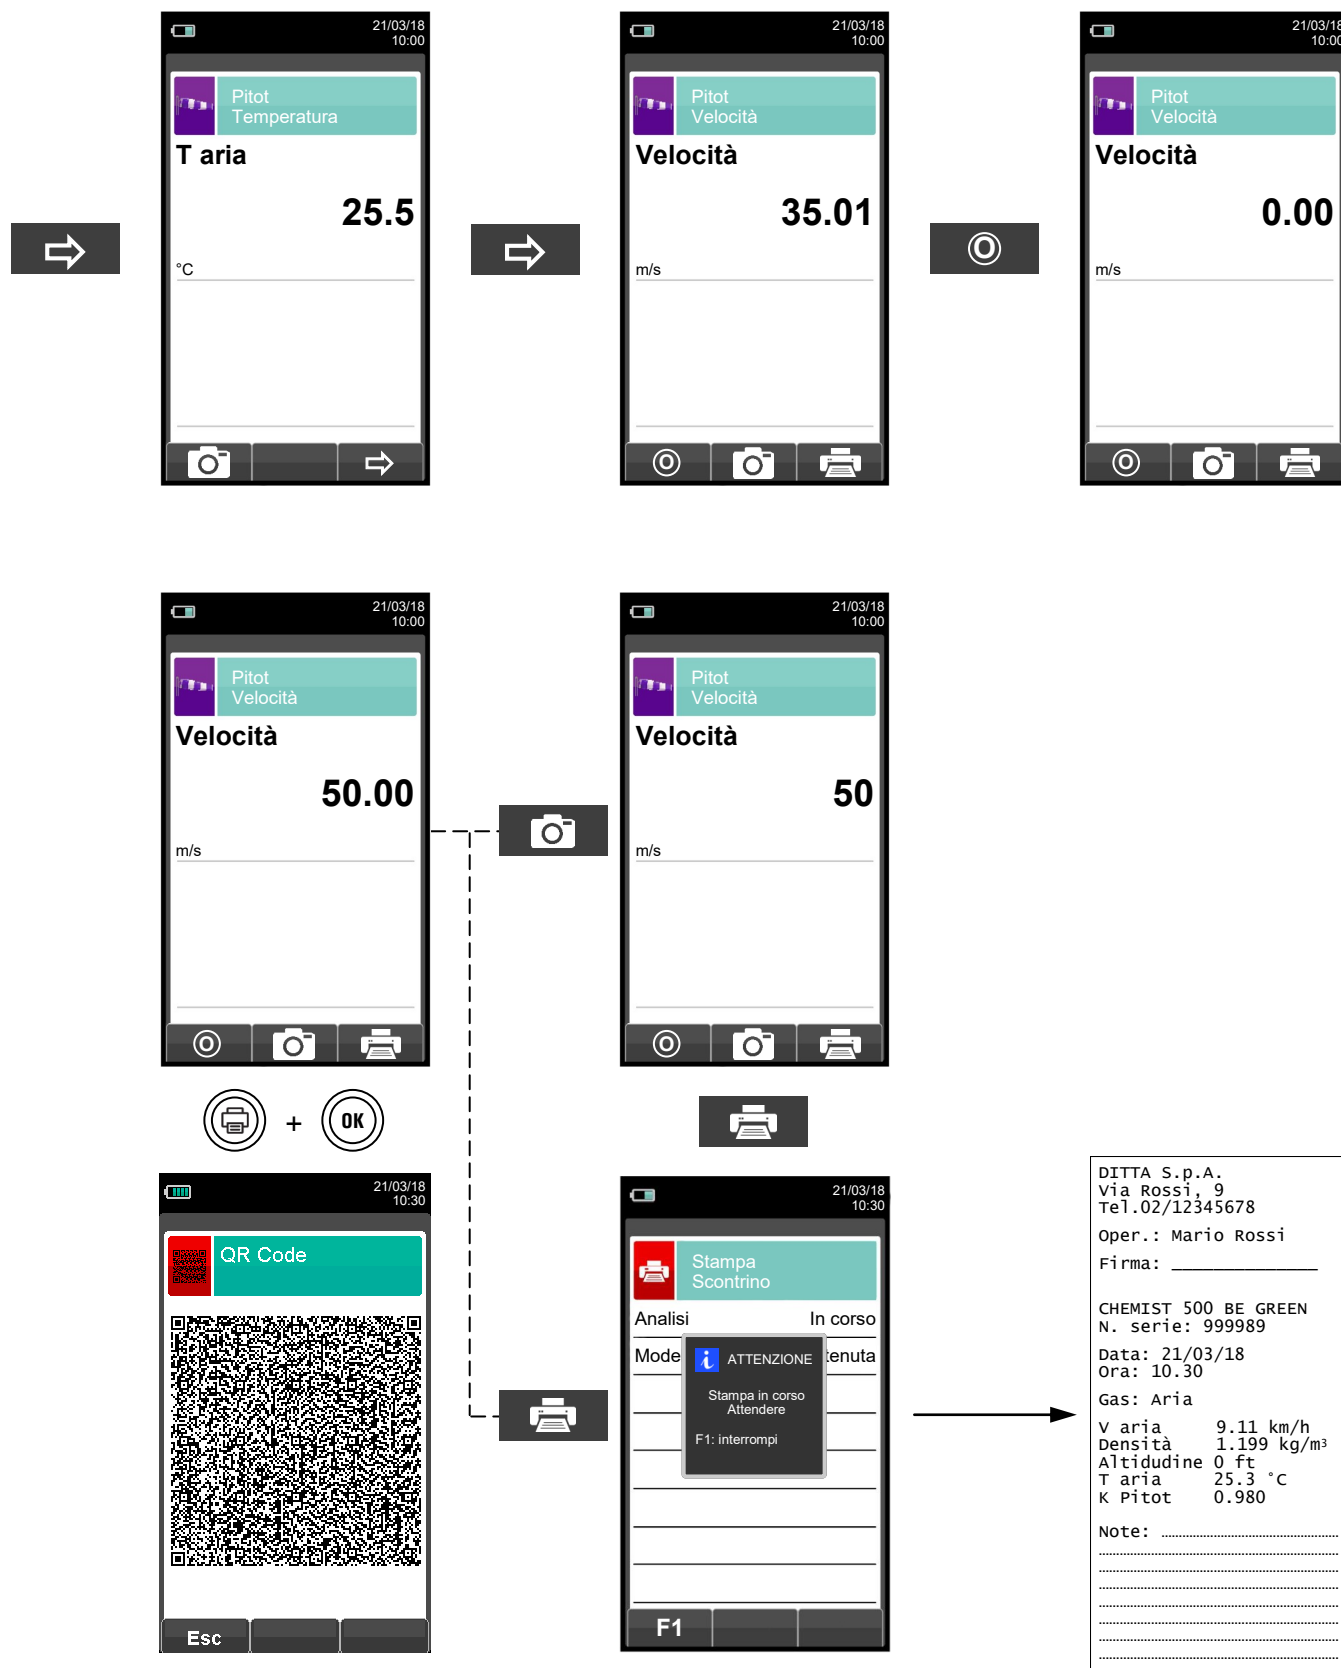 21/03/18
10:00
Pitot
Temperatura
T aria
25.5
°C
21/03/18
10:00
Pitot
Velocità
Velocità
35.01
m/s
21/03/18
10:00
Pitot
Velocità
Velocità
0.00
m/s
21/03/18
10:00
Pitot
Velocità
Velocità
50.00
m/s
21/03/18
10:00
Pitot
Velocità
Velocità
50
m/s
+
OK
21/03/18
10:30
QR Code
Esc
21/03/18
10:30
Stampa
Scontrino
Analisi In corso
Mode tenuta
i ATTENZIONE
Stampa in corso
Attendere
F1: interrompi
F1
DITTA S.p.A.
Via Rossi, 9
Tel.02/12345678
Oper.: Mario Rossi
Firma: ______________
CHEMIST 500 BE GREEN
N. serie: 999989
Data: 21/03/18
Ora: 10.30
Gas: Aria
V aria 9.11 km/h
Densità 1.199 kg/m³
Altidudine 0 ft
T aria 25.3 °C
K Pitot 0.980
Note: ......................................